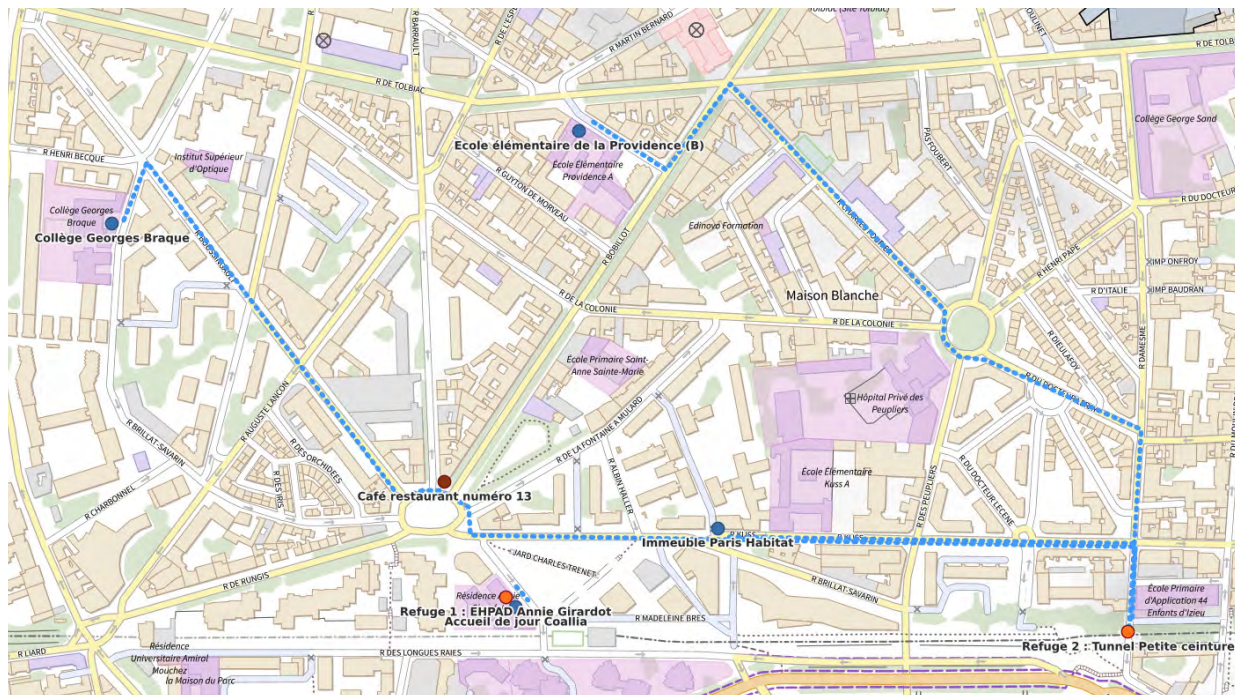 R MARTIN BERNARD
R DE TOLBIAC
R BARRAULT
R DE TOLBIAC
R HENRI BECQUE
Institut Supérieur
d'Optique
Ecole élémentaire de la Providence (B)
École Élémentaire
Providence A
R GUYTON DE MORVEAU
PAS FOUBERT
Collège George Sand
R DU DOCTEUR
Collège Georges
Braque
Collège Georges Braque
R BOUSSINGAULT
R BOBILLOT
Edinovo Formation
R CHARLES FOURIER
R HENRI PAPE
IMP ONFROY
R D'ITALIE
IMP BAUDRAN
Maison Blanche
R DE LA COLONIE
R DE LA COLONIE
R DIEULAFOY
R DAMESME
École Primaire Saint-
Anne Sainte-Marie
R AUGUSTE LANÇON
Hôpital Privé des
Peupliers
R DE LA FONTAINE A MULARD
R BRILLAT-SAVARIN
R DES ORCHIDÉES
R DES IRIS
R CHARBONNEL
R ALBIN HALLER
École Élémentaire
Kuss A
R DES PEUPLIERS
R DU DOCTEUR LECENE
Café restaurant numéro 13
Immeuble Paris Habitat
R KUSS
JARD CHARLES-TRENET
R DE RUNGIS
R BRILLAT-SAVARIN
Refuge 1 : EHPAD Annie Girardot
Accueil de jour Coallia
R MADELEINE BRES
École Primaire
d'Application 44
Enfants d'Izieu
Refuge 2 : Tunnel Petite ceinture
R LIARD
Résidence
Universitaire Amiral
Mouchez
la Maison du Parc
R DES LONGUES RAIES